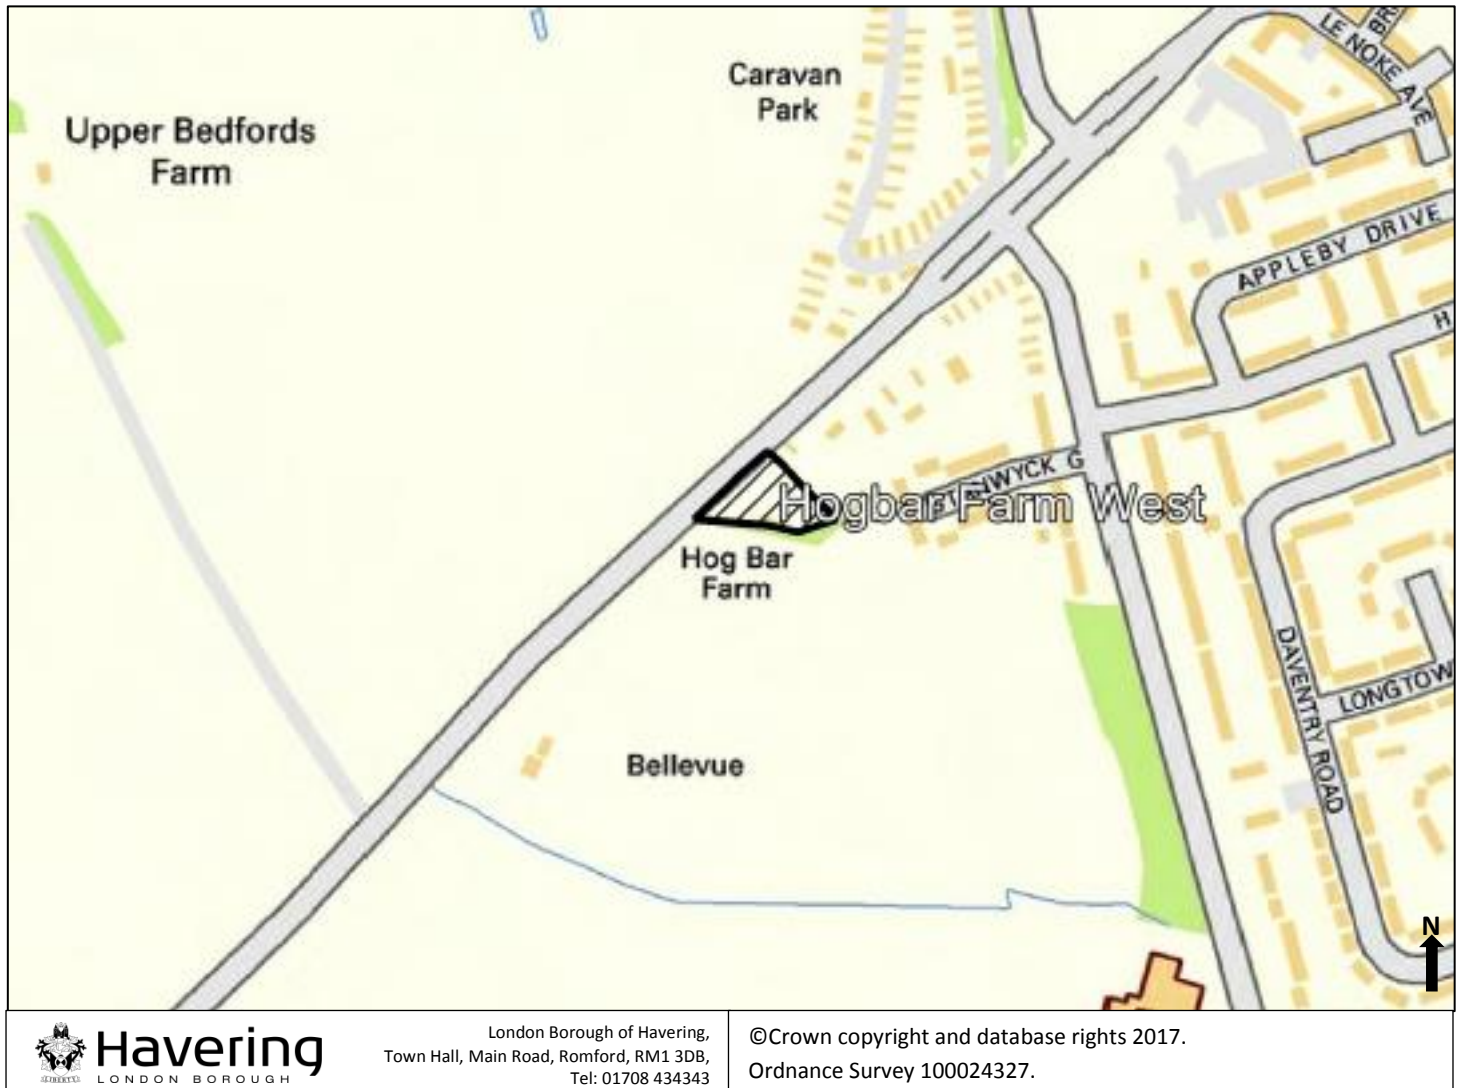 Caravan
Park
LE NOKE AVE
Upper Bedfords
Farm
APPLEBY DRIVE
Hogbar Farm West
Hog Bar
Farm
DAVENTRY ROAD
Bellevue
N
Havering
LONDON BOROUGH
LIBERTY
London Borough of Havering,
Town Hall, Main Road, Romford, RM1 3DB,
Tel: 01708 434343
©Crown copyright and database rights 2017.
Ordnance Survey 100024327.